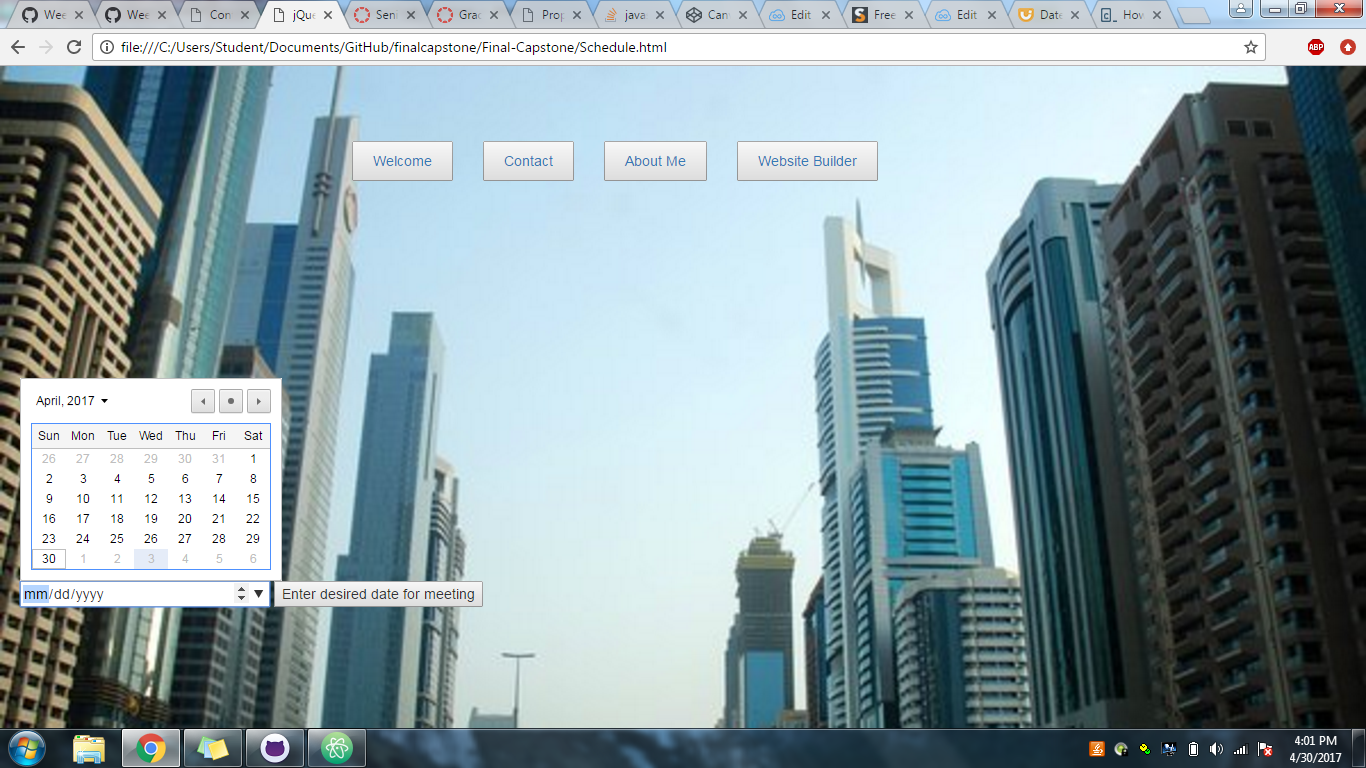 Wee
Wee
Con
jQue
Seni
Grac
Prop
java
Can
Edit
Free
Edit
Date
How
file:///C:/Users/Student/Documents/GitHub/finalcapstone/Final-Capstone/Schedule.html
ABP
Welcome Contact About Me Website Builder
April, 2017
Sun Mon Tue Wed Thu Fri Sat
26 27 28 29 30 31 1
2 3 4 5 6 7 8
9 10 11 12 13 14 15
16 17 18 19 20 21 22
23 24 25 26 27 28 29
30 1 2 3 4 5 6
mm/dd/yyyy Enter desired date for meeting
4:01 PM
4/30/2017